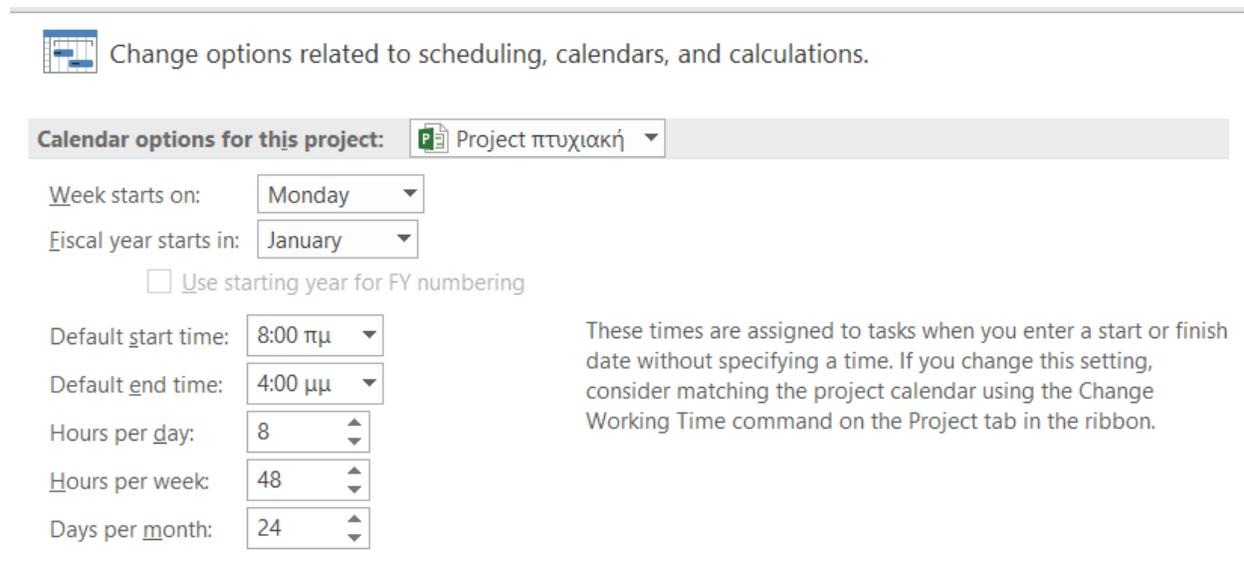 Change options related to scheduling, calendars, and calculations.
Calendar options for this project: Project πτυχιακή
Week starts on: Monday
Fiscal year starts in: January
Use starting year for FY numbering
Default start time: 8:00 πμ
These times are assigned to tasks when you enter a start or finish
date without specifying a time. If you change this setting,
consider matching the project calendar using the Change
Working Time command on the Project tab in the ribbon.
Default end time: 4:00 μμ
Hours per day: 8
Hours per week: 48
Days per month: 24